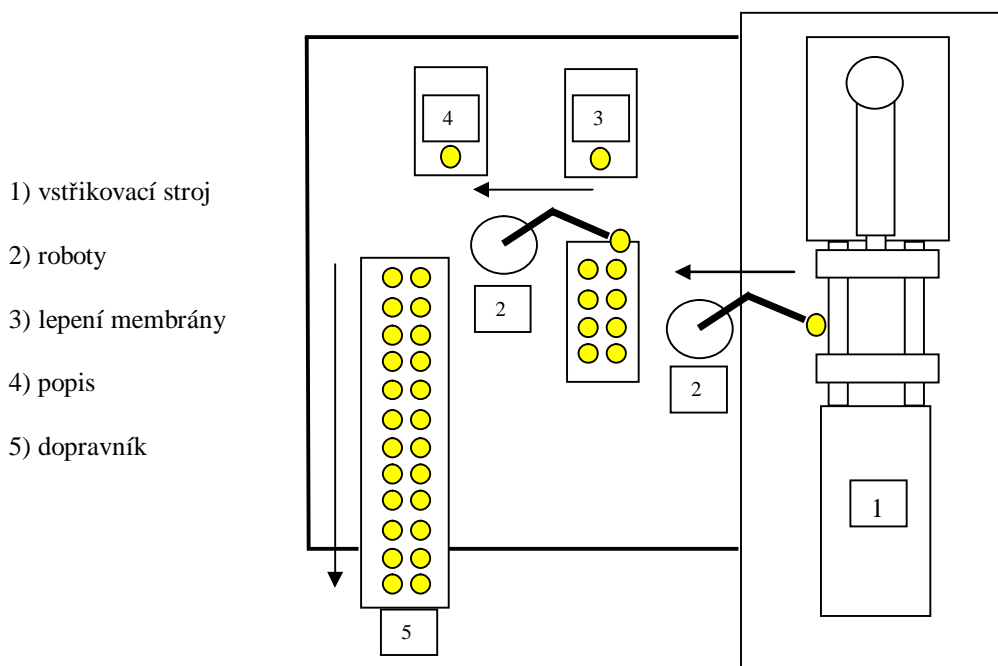 1) vstřikovací stroj
2) roboty
3) lepení membrány
4) popis
5) dopravník
4
3
2
2
1
5